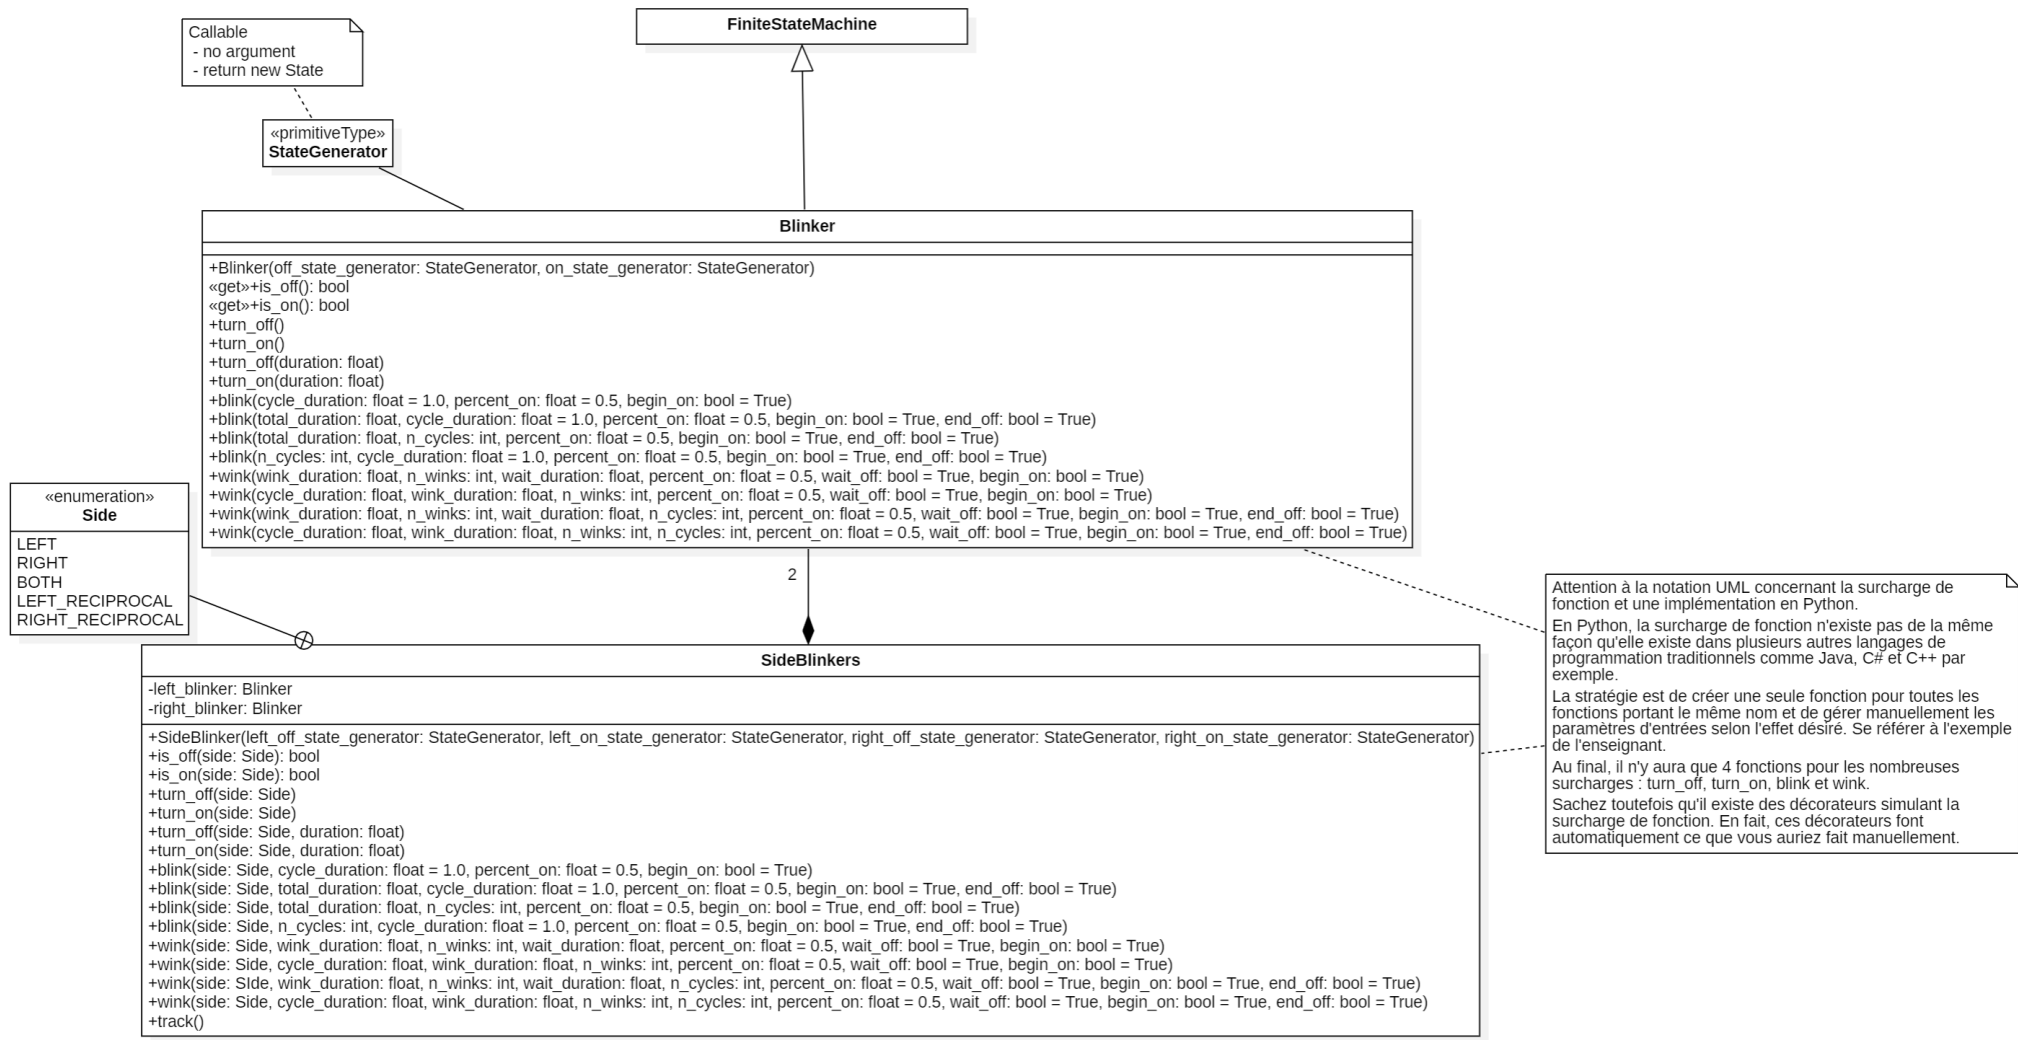 FiniteStateMachine
Callable
- no argument
- return new State
«primitiveType»
StateGenerator
Blinker
+Blinker(off_state_generator: StateGenerator, on_state_generator: StateGenerator)
«get»+is_off(): bool
«get»+is_on(): bool
+turn_off()
+turn_on()
+turn_off(duration: float)
+turn_on(duration: float)
+blink(cycle_duration: float = 1.0, percent_on: float = 0.5, begin_on: bool = True)
+blink(total_duration: float, cycle_duration: float = 1.0, percent_on: float = 0.5, begin_on: bool = True, end_off: bool = True)
+blink(total_duration: float, n_cycles: int, percent_on: float = 0.5, begin_on: bool = True, end_off: bool = True)
+blink(n_cycles: int, cycle_duration: float = 1.0, percent_on: float = 0.5, begin_on: bool = True, end_off: bool = True)
+wink(wink_duration: float, n_winks: int, wait_duration: float, percent_on: float = 0.5, wait_off: bool = True, begin_on: bool = True)
+wink(cycle_duration: float, wink_duration: float, n_winks: int, percent_on: float = 0.5, wait_off: bool = True, begin_on: bool = True)
+wink(wink_duration: float, n_winks: int, wait_duration: float, n_cycles: int, percent_on: float = 0.5, wait_off: bool = True, begin_on: bool = True, end_off: bool = True)
+wink(cycle_duration: float, wink_duration: float, n_winks: int, n_cycles: int, percent_on: float = 0.5, wait_off: bool = True, begin_on: bool = True, end_off: bool = True)
«enumeration»
Side
LEFT
RIGHT
BOTH
LEFT_RECIPROCAL
RIGHT_RECIPROCAL
2
Attention à la notation UML concernant la surcharge de
fonction et une implémentation en Python.
En Python, la surcharge de fonction n'existe pas de la même
façon qu'elle existe dans plusieurs autres langages de
programmation traditionnels comme Java, C# et C++ par
exemple.
La stratégie est de créer une seule fonction pour toutes les
fonctions portant le même nom et de gérer manuellement les
paramètres d'entrées selon l'effet désiré. Se référer à l'exemple
de l'enseignant.
Au final, il n'y aura que 4 fonctions pour les nombreuses
surcharges : turn_off, turn_on, blink et wink.
Sachez toutefois qu'il existe des décorateurs simulant la
surcharge de fonction. En fait, ces décorateurs font
automatiquement ce que vous auriez fait manuellement.
SideBlinkers
-left_blinker: Blinker
-right_blinker: Blinker
+SideBlinker(left_off_state_generator: StateGenerator, left_on_state_generator: StateGenerator, right_off_state_generator: StateGenerator, right_on_state_generator: StateGenerator)
+is_off(side: Side): bool
+is_on(side: Side): bool
+turn_off(side: Side)
+turn_on(side: Side)
+turn_off(side: Side, duration: float)
+turn_on(side: Side, duration: float)
+blink(side: Side, cycle_duration: float = 1.0, percent_on: float = 0.5, begin_on: bool = True)
+blink(side: Side, total_duration: float, cycle_duration: float = 1.0, percent_on: float = 0.5, begin_on: bool = True, end_off: bool = True)
+blink(side: Side, total_duration: float, n_cycles: int, percent_on: float = 0.5, begin_on: bool = True, end_off: bool = True)
+blink(side: Side, n_cycles: int, cycle_duration: float = 1.0, percent_on: float = 0.5, begin_on: bool = True, end_off: bool = True)
+wink(side: Side, wink_duration: float, n_winks: int, wait_duration: float, percent_on: float = 0.5, wait_off: bool = True, begin_on: bool = True)
+wink(side: Side, cycle_duration: float, wink_duration: float, n_winks: int, percent_on: float = 0.5, wait_off: bool = True, begin_on: bool = True)
+wink(side: SIde, wink_duration: float, n_winks: int, wait_duration: float, n_cycles: int, percent_on: float = 0.5, wait_off: bool = True, begin_on: bool = True, end_off: bool = True)
+wink(side: Side, cycle_duration: float, wink_duration: float, n_winks: int, n_cycles: int, percent_on: float = 0.5, wait_off: bool = True, begin_on: bool = True, end_off: bool = True)
+track()